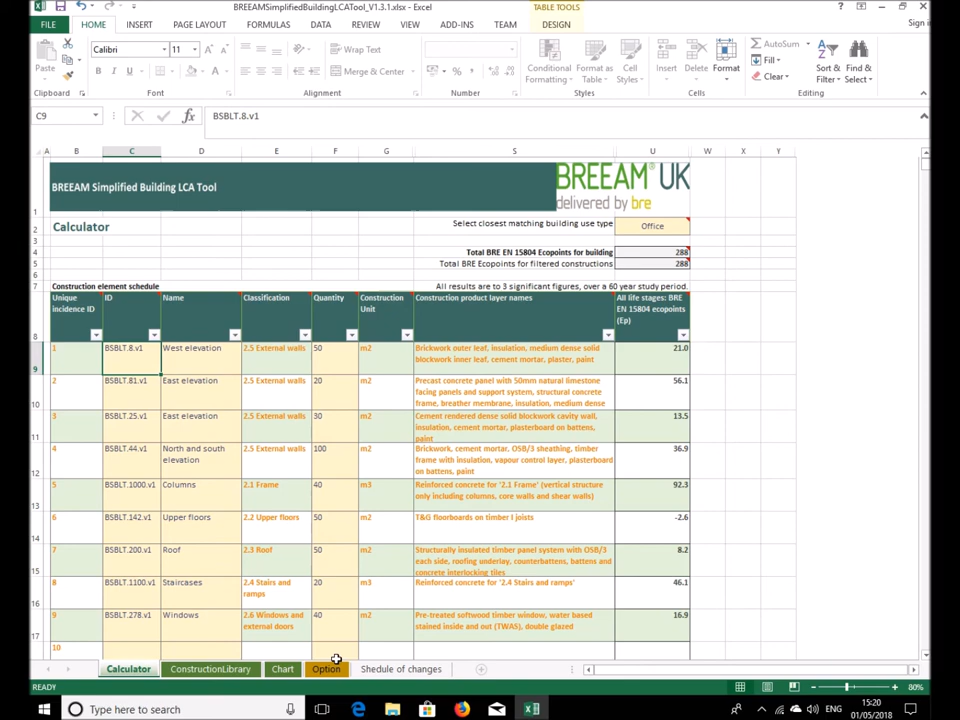 BREEAMSimplifiedBuildingLCATool_V1.3.1.xlsx - Excel
TABLE TOOLS
FILE HOME INSERT PAGE LAYOUT FORMULAS DATA REVIEW VIEW ADD-INS TEAM DESIGN
Sign i
Paste
Calibri 11
Wrap Text
Merge & Center
Conditional Formatting
Format as Table
Cell Styles
Insert Delete Format
AutoSum
Fill
Clear
Sort & Filter
Find & Select
Clipboard Font Alignment Number Styles Cells Editing
C9 BSBLT.8.v1
A B C D E F G S U W X Y
BREEAM Simplified Building LCA Tool
BREEAM® UK
delivered by bre
1
Calculator Select closest matching building use type Office
2
3
4 Total BRE EN 15804 Ecopoints for building 288
5 Total BRE Ecopoints for filtered constructions 288
6
7 Construction element schedule All results are to 3 significant figures, over a 60 year study period.
Unique incidence ID ID Name Classification Quantity Construction Unit Construction product layer names All life stages: BRE EN 15804 ecopoints (Ep)
8
1 BSBLT.8.v1 West elevation 2.5 External walls 50 m2 Brickwork outer leaf, insulation, medium dense solid 21.0
blockwork inner leaf, cement mortar, plaster, paint
9
2 BSBLT.81.v1 East elevation 2.5 External walls 20 m2 Precast concrete panel with 50mm natural limestone 56.1
facing panels and support system, structural concrete
10 frame, breather membrane, insulation, medium dense
3 BSBLT.25.v1 East elevation 2.5 External walls 30 m2 Cement rendered dense solid blockwork cavity wall, 13.5
insulation, cement mortar, plasterboard on battens,
11 paint
4 BSBLT.44.v1 North and south elevation 2.5 External walls 100 m2 Brickwork, cement mortar, OSB/3 sheathing, timber 36.9
frame with insulation, vapour control layer, plasterboard
12 on battens, paint
5 BSBLT.1000.v1 Columns 2.1 Frame 40 m3 Reinforced concrete for '2.1 Frame' (vertical structure 92.3
only including columns, core walls and shear walls)
13
6 BSBLT.142.v1 Upper floors 2.2 Upper floors 50 m2 T&G floorboards on timber I joists -2.6
14
7 BSBLT.200.v1 Roof 2.3 Roof 50 m2 Structurally insulated timber panel system with OSB/3 8.2
each side, roofing underlay, counterbattens, battens and
15 concrete interlocking tiles
8 BSBLT.1100.v1 Staircases 2.4 Stairs and ramps 20 m3 Reinforced concrete for '2.4 Stairs and ramps' 46.1
16
9 BSBLT.278.v1 Windows 2.6 Windows and external doors 40 m2 Pre-treated softwood timber window, water based 16.9
stained inside and out (TWAS), double glazed
17
10
Calculator ConstructionLibrary Chart Option Shedule of changes
READY 80%
Type here to search 15:20
01/05/2018